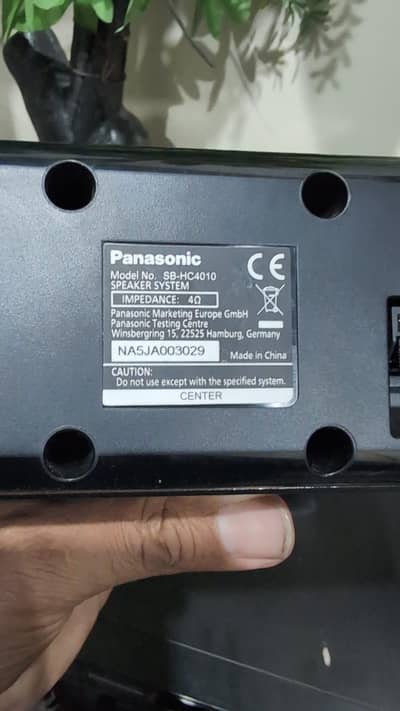 Panasonic
Model No. SB-HC4010
SPEAKER SYSTEM
IMPEDANCE: 4Ω
Panasonic Marketing Europe GmbH
Panasonic Testing Centre
Winsbergring 15, 22525 Hamburg, Germany
NA5JA003029
Made in China
CAUTION:
Do not use except with the specified system.
CENTER
CE